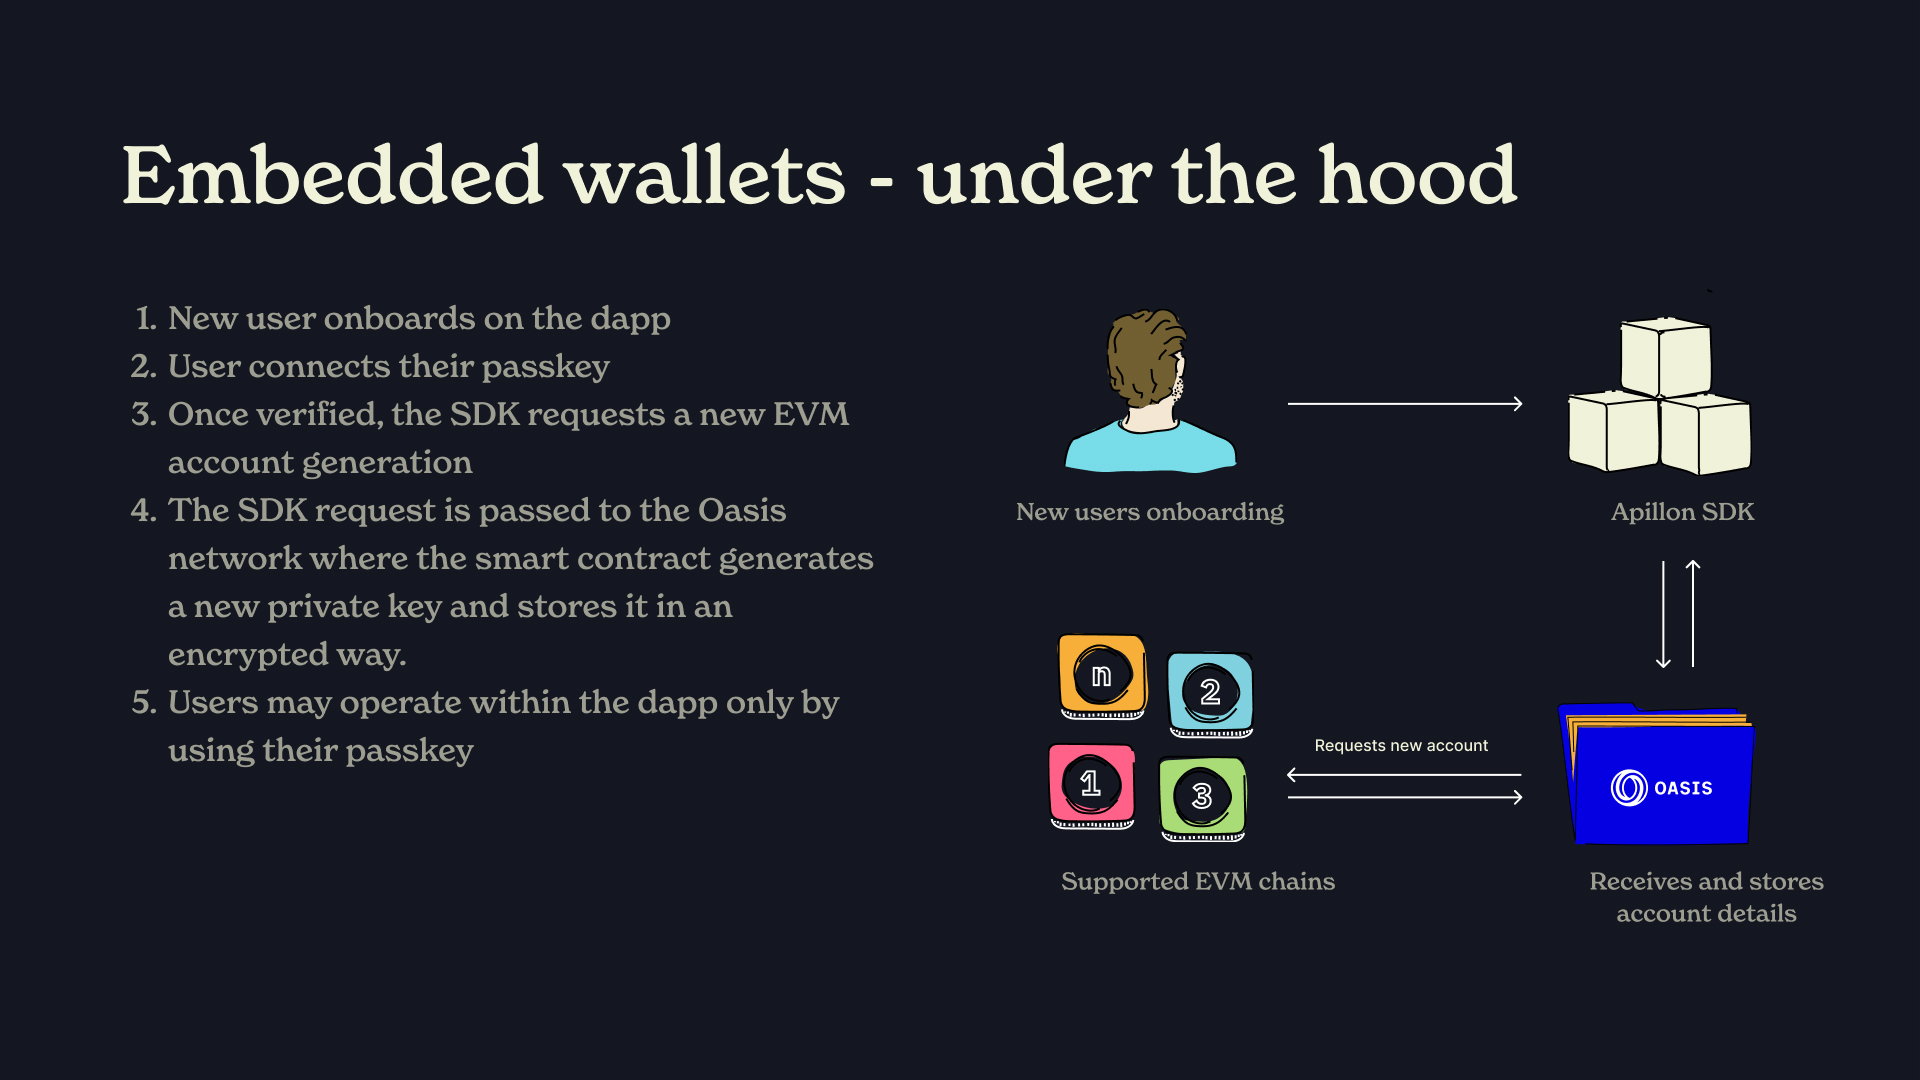 Embedded wallets - under the hood
1. New user onboards on the dapp
2. User connects their passkey
3. Once verified, the SDK requests a new EVM
account generation
4. The SDK request is passed to the Oasis
network where the smart contract generates
a new private key and stores it in an
encrypted way.
5. Users may operate within the dapp only by
using their passkey
New users onboarding
Apillon SDK
n
2
1
3
Requests new account
OASIS
Supported EVM chains
Receives and stores
account details